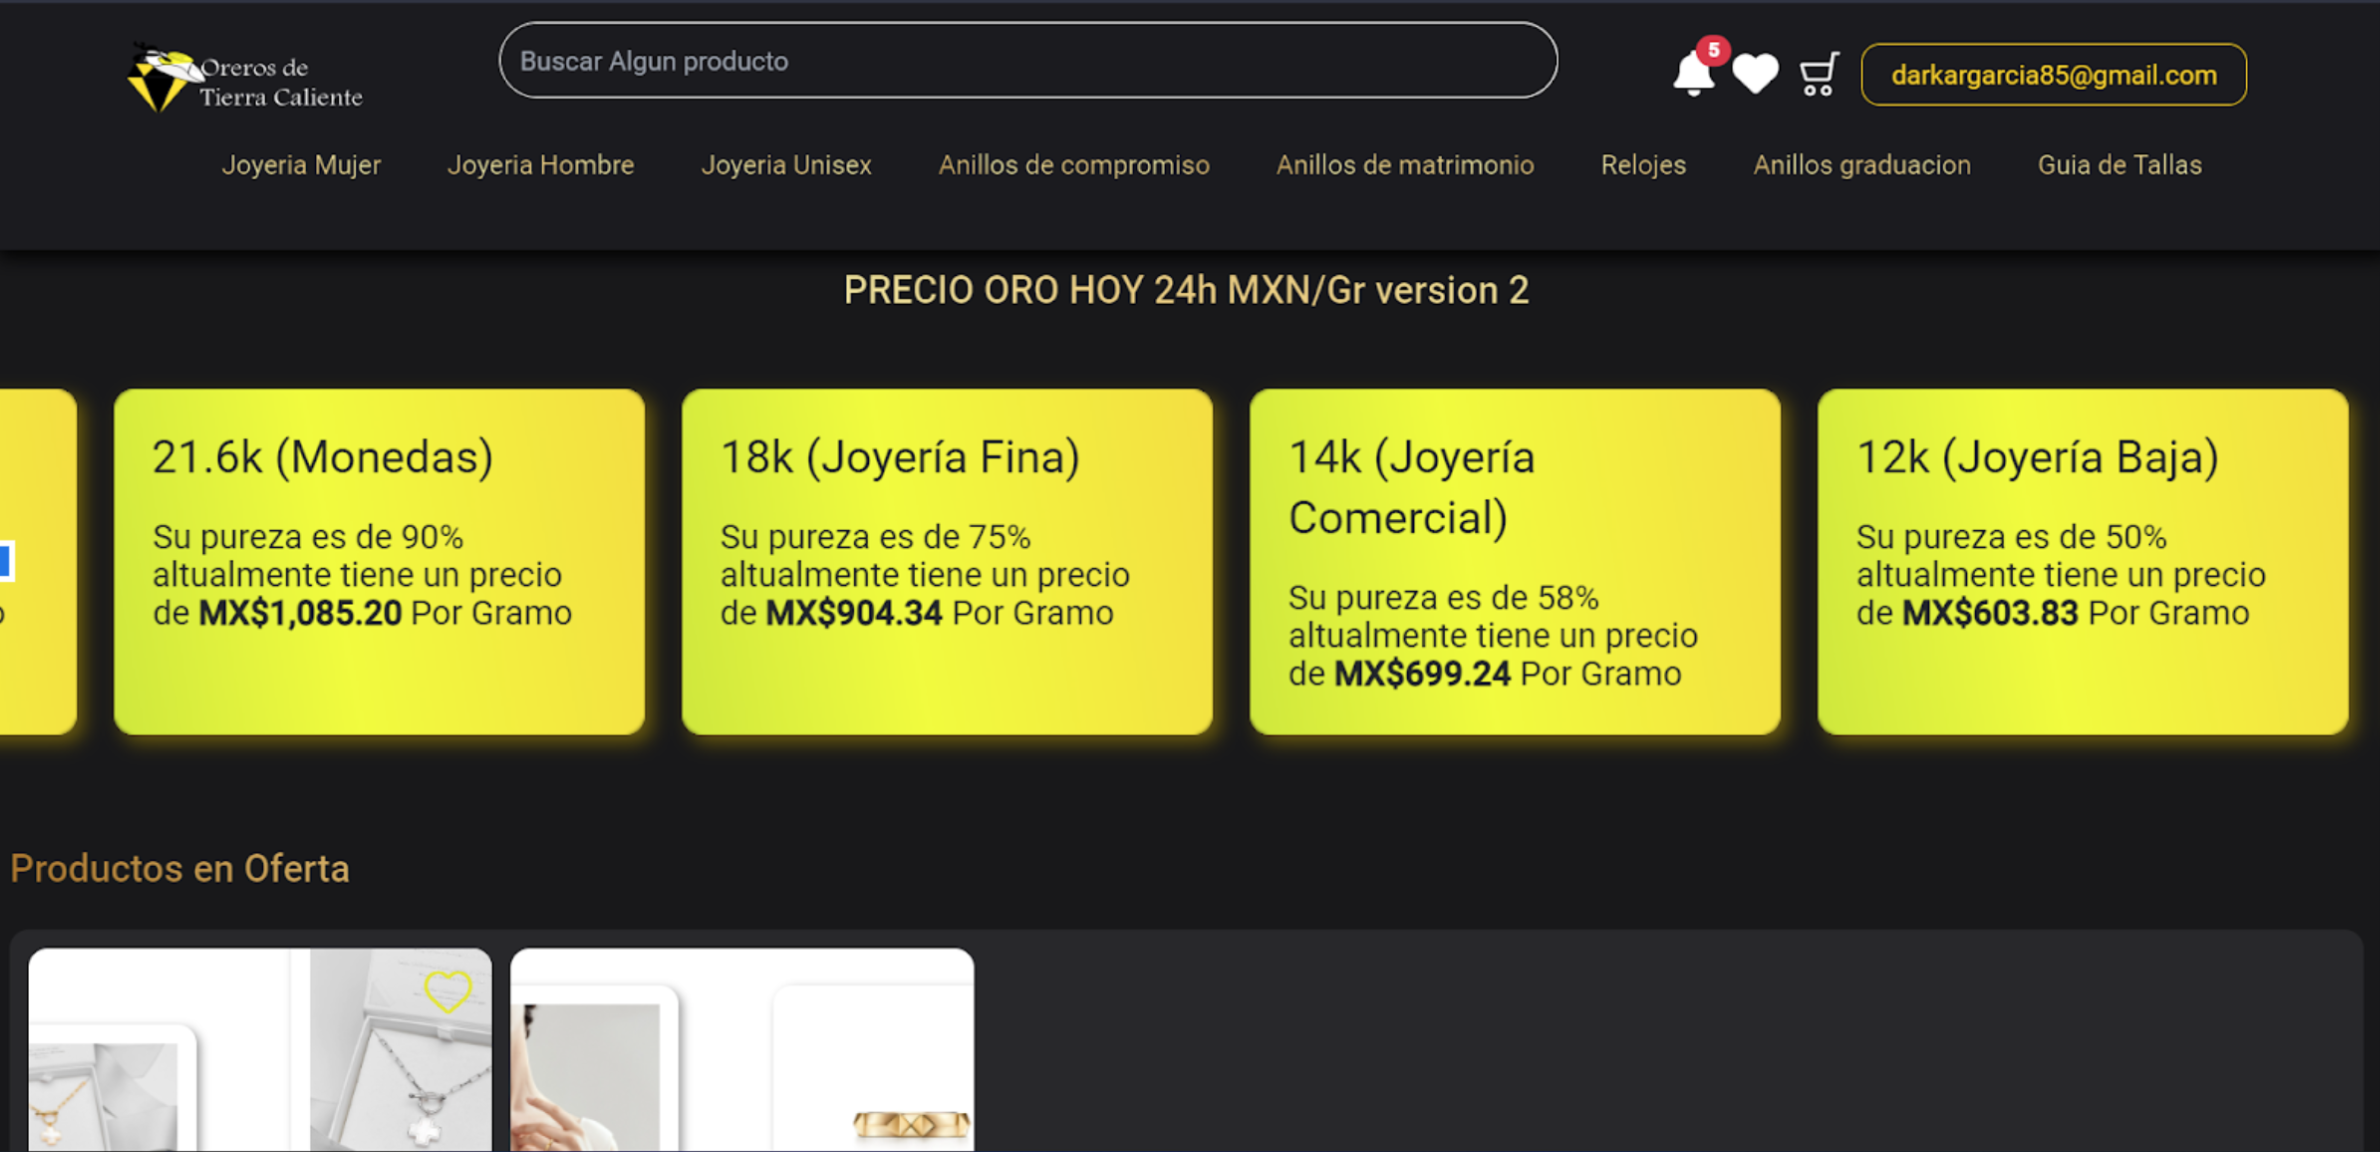 Oreros de
Tierra Caliente
Buscar Algun producto
5
darkargarcia85@gmail.com
Joyeria Mujer
Joyeria Hombre
Joyeria Unisex
Anillos de compromiso
Anillos de matrimonio
Relojes
Anillos graduacion
Guia de Tallas
PRECIO ORO HOY 24h MXN/Gr version 2
21.6k (Monedas)
Su pureza es de 90%
altualmente tiene un precio
de MX$1,085.20 Por Gramo
18k (Joyería Fina)
Su pureza es de 75%
altualmente tiene un precio
de MX$904.34 Por Gramo
14k (Joyería
Comercial)
Su pureza es de 58%
altualmente tiene un precio
de MX$699.24 Por Gramo
12k (Joyería Baja)
Su pureza es de 50%
altualmente tiene un precio
de MX$603.83 Por Gramo
Productos en Oferta